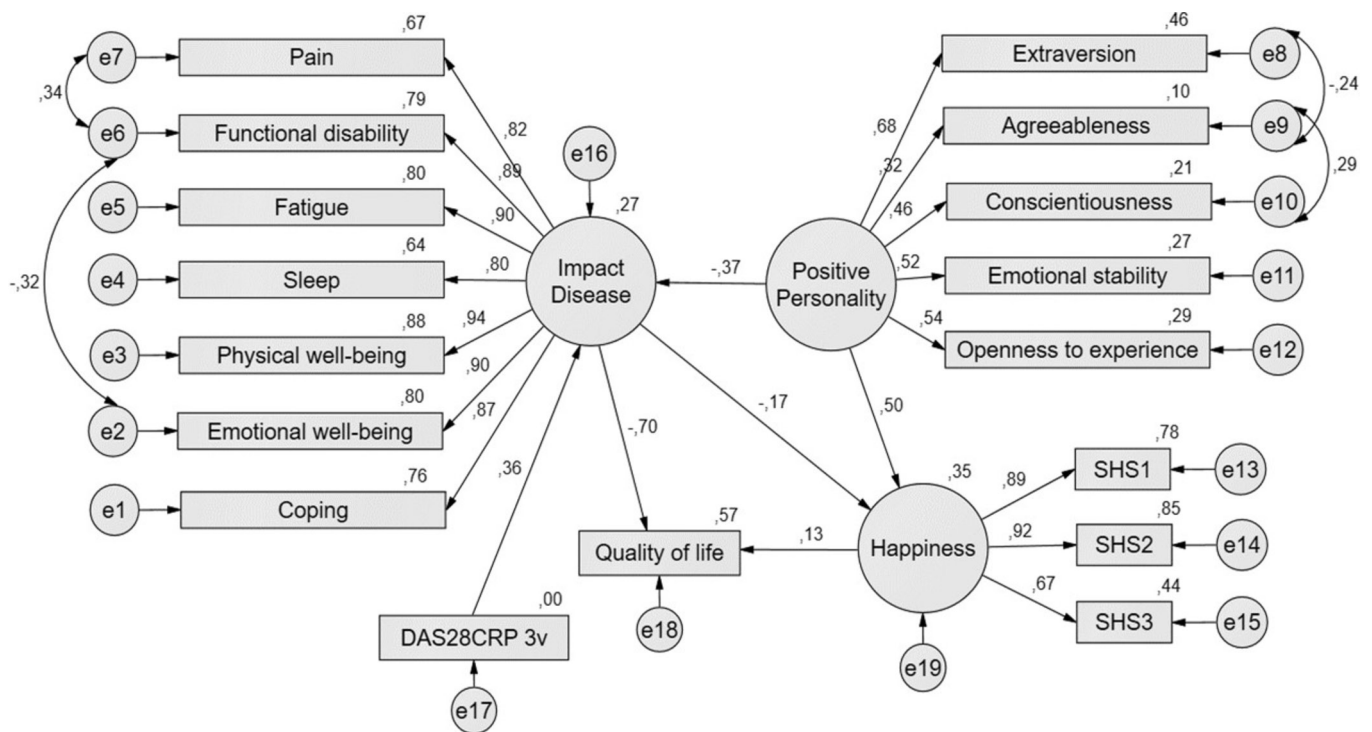 ,67
e7
Pain
,34
,79
e6
Functional disability
,82
,89
e16
,80
e5
Fatigue
,90
,27
,64
e4
Sleep
,80
Impact
Disease
-,32
,88
e3
Physical well-being
,94
,80
,90
e2
Emotional well-being
,87
,76
e1
Coping
,36
-,70
-,17
-,37
Positive
Personality
,46
Extraversion
e8
-,24
,68
,10
Agreeableness
e9
,32
,29
,21
Conscientiousness
e10
,46
,27
,52
Emotional stability
e11
,54
,29
Openness to experience
e12
,50
,78
,35
,89
SHS1
e13
,57
,85
Quality of life
,13
Happiness
,92
SHS2
e14
,67
,44
SHS3
e15
,00
DAS28CRP 3v
e18
e19
e17